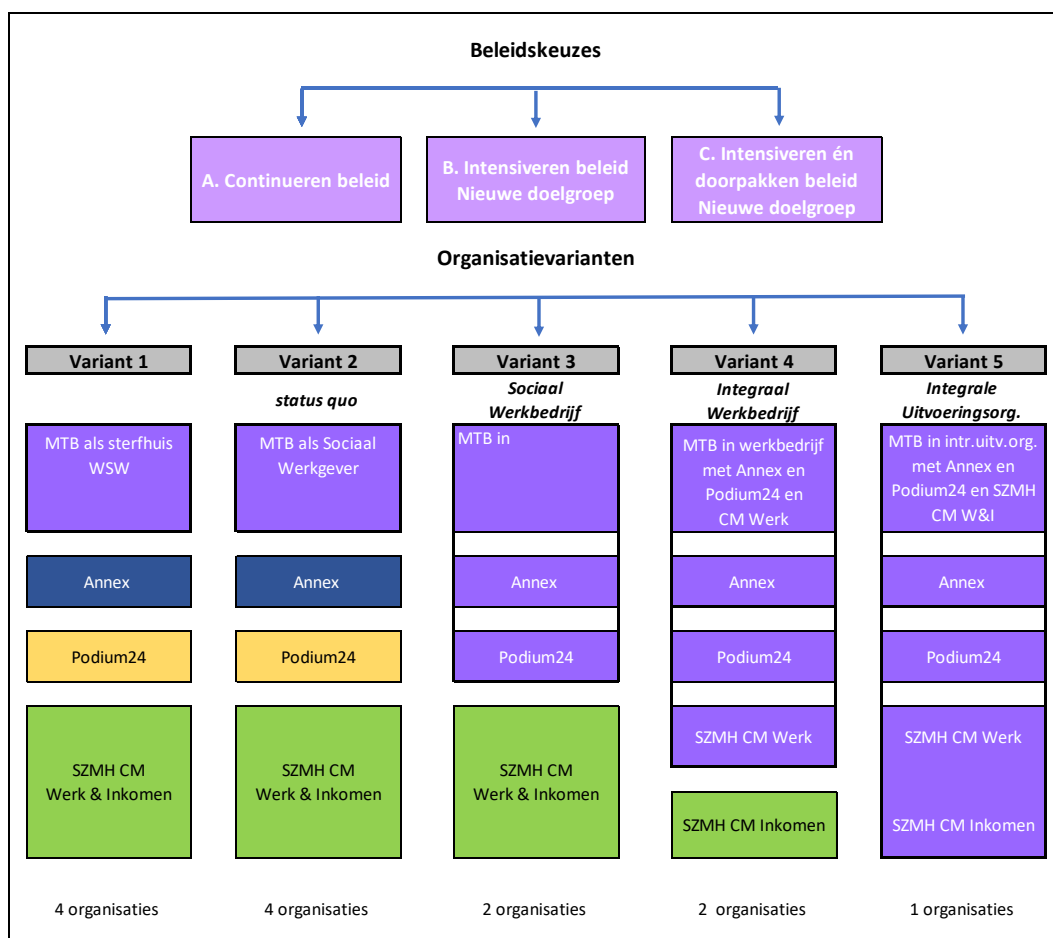 Beleidskeuzes
A. Continueren beleid
B. Intensiveren beleid
Nieuwe doelgroep
C. Intensiveren én
doorpakken beleid
Nieuwe doelgroep
Organisatievarianten
Variant 1
MTB als sterfhuis
WSW
Annex
Podium24
SZMH CM
Werk & Inkomen
4 organisaties
Variant 2
status quo
MTB als Sociaal
Werkgever
Annex
Podium24
SZMH CM
Werk & Inkomen
4 organisaties
Variant 3
Sociaal
Werkbedrijf
MTB in
Annex
Podium24
SZMH CM
Werk & Inkomen
2 organisaties
Variant 4
Integraal
Werkbedrijf
MTB in werkbedrijf
met Annex en
Podium24 en
CM Werk
Annex
Podium24
SZMH CM Werk
SZMH CM Inkomen
2 organisaties
Variant 5
Integrale
Uitvoeringsorg.
MTB in intr.uitv.org.
met Annex en
Podium24 en SZMH
CM W&I
Annex
Podium24
SZMH CM Werk
SZMH CM Inkomen
1 organisaties